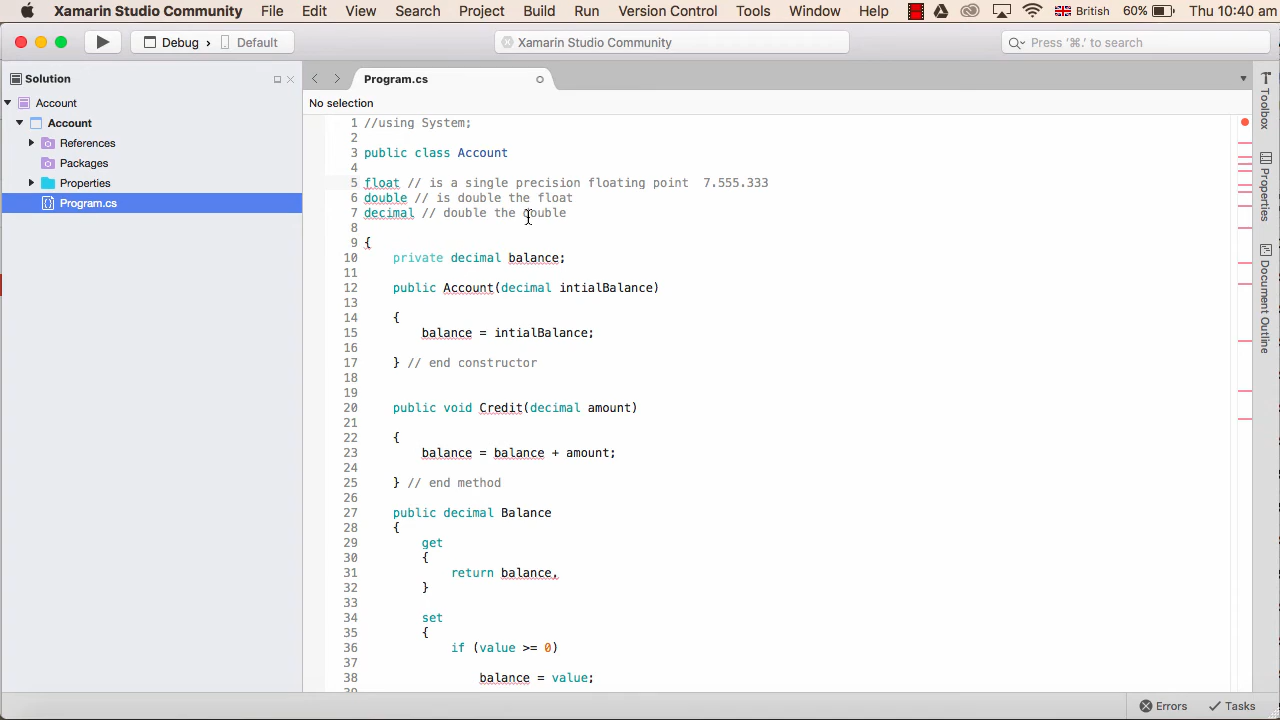 Xamarin Studio Community File Edit View Search Project Build Run Version Control Tools Window Help British 60% Thu 10:40 am
Debug › Default Xamarin Studio Community Press '⌘.' to search
Solution
Program.cs
No selection
Account
Account
References
Packages
Properties
Program.cs
1 //using System;
2
3 public class Account
4
5 float // is a single precision floating point  7.555.333
6 double // is double the float
7 decimal // double the double
8
9 {
10 private decimal balance;
11
12 public Account(decimal intialBalance)
13
14 {
15 balance = intialBalance;
16
17 } // end constructor
18
19
20 public void Credit(decimal amount)
21
22 {
23 balance = balance + amount;
24
25 } // end method
26
27 public decimal Balance
28 {
29 get
30 {
31 return balance,
32 }
33
34 set
35 {
36 if (value >= 0)
37
38 balance = value;
Toolbox
Properties
Document Outline
Errors Tasks